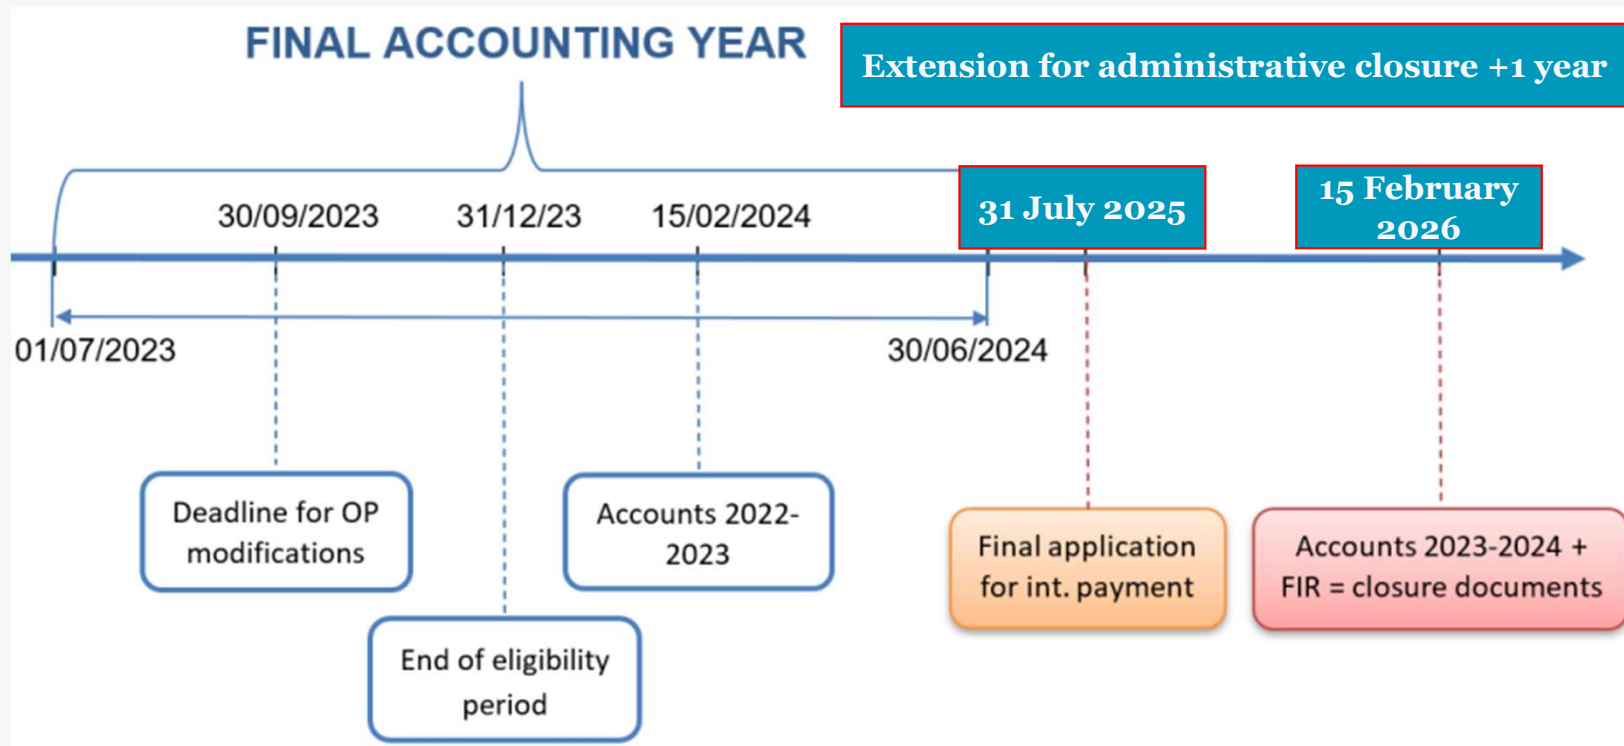 FINAL ACCOUNTING YEAR
Extension for administrative closure +1 year
30/09/2023
31/12/23
15/02/2024
31 July 2025
15 February
2026
01/07/2023
30/06/2024
Deadline for OP
modifications
Accounts 2022-
2023
Final application
for int. payment
Accounts 2023-2024 +
FIR = closure documents
End of eligibility
period